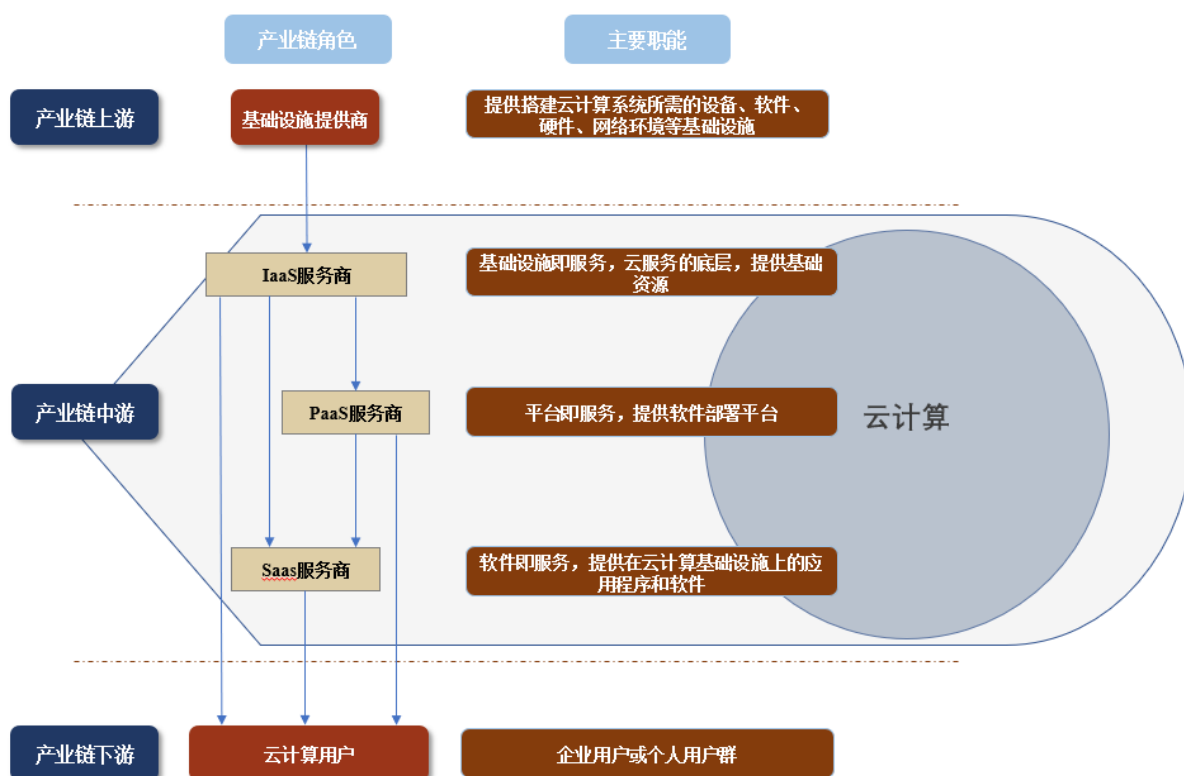 产业链角色
主要职能
产业链上游
基础设施提供商
提供搭建云计算系统所需的设备、软件、
硬件、网络环境等基础设施
IaaS服务商
基础设施即服务，云服务的底层，提供基础
资源
产业链中游
PaaS服务商
平台即服务，提供软件部署平台
云计算
Saas服务商
软件即服务，提供在云计算基础设施上的应
用程序和软件
产业链下游
云计算用户
企业用户或个人用户群